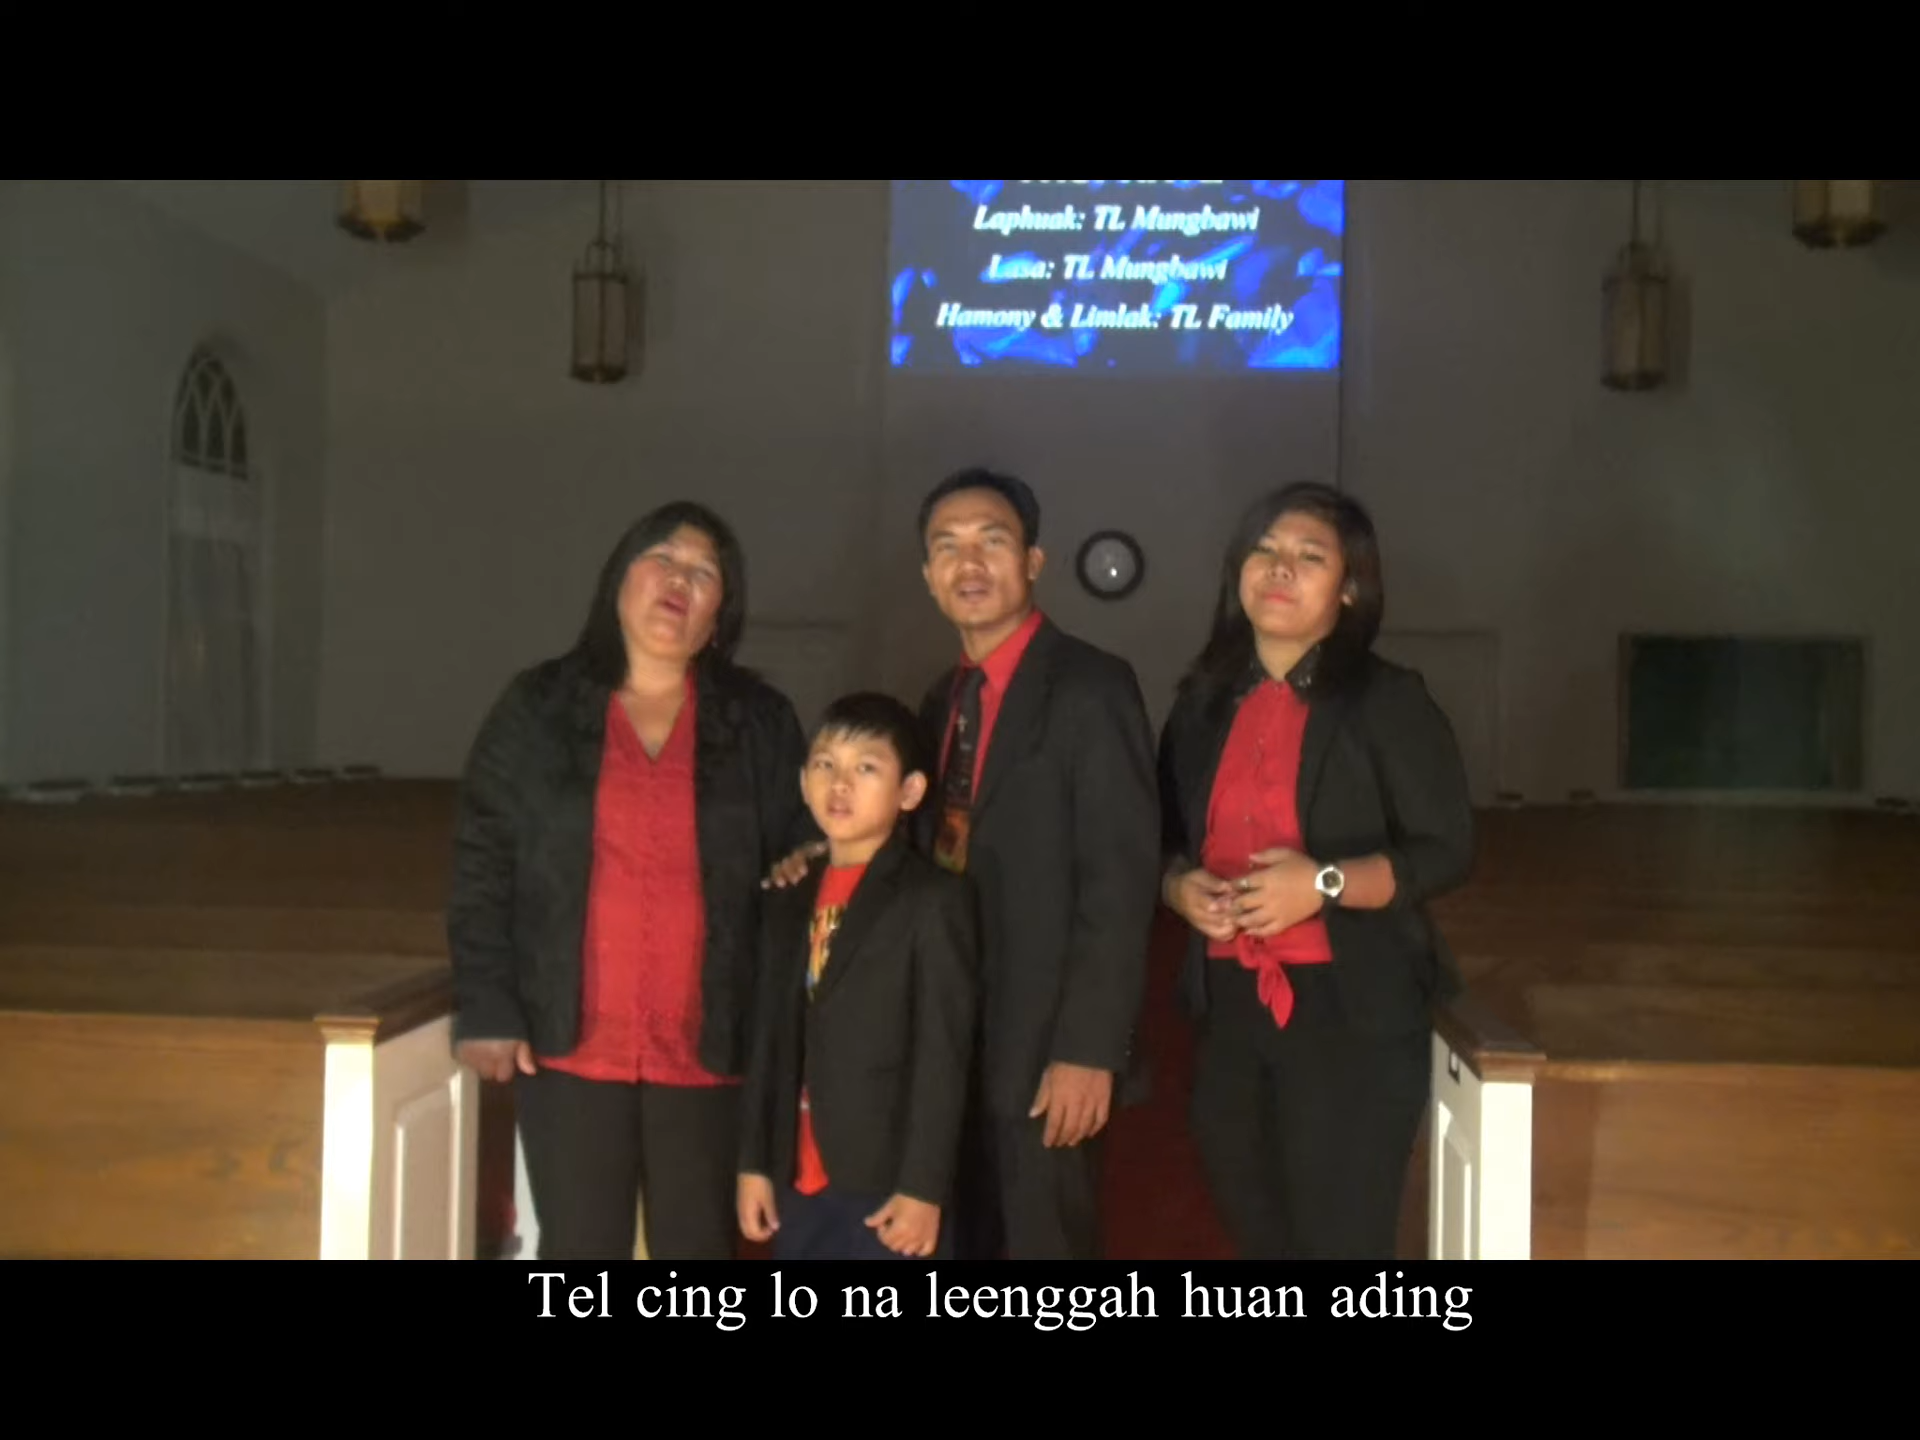 Laphuak: TL Mungbawi
Lasa: TL Mungbawi
Hamony & Limlak: TL Family
Tel cing lo na leenggah huan ading